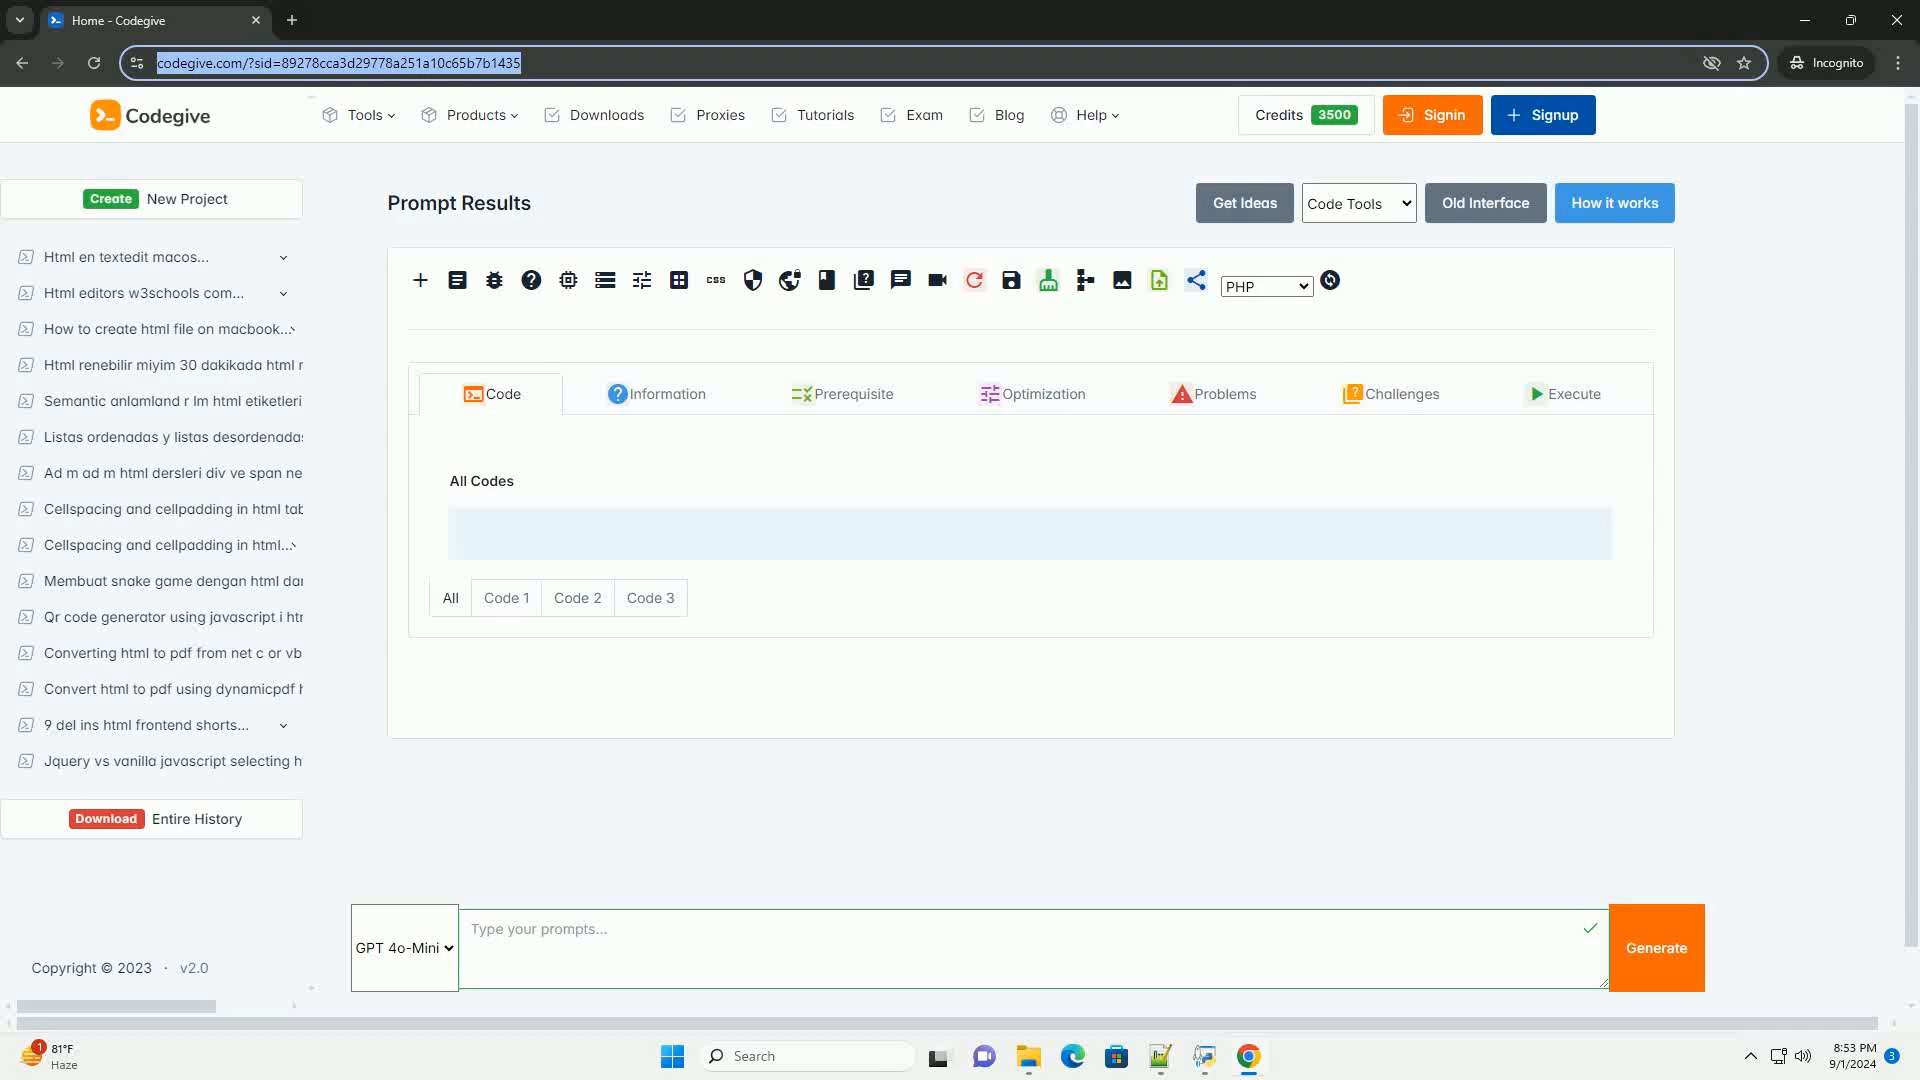 Home - Codegive
codegive.com/?sid=89278cca3d29778a251a10c65b7b1435
Incognito
Codegive
Tools
Products
Downloads
Proxies
Tutorials
Exam
Blog
Help
Credits 3500
Signin
Signup
Create New Project
Html en textedit macos...
Html editors w3schools com...
How to create html file on macbook...
Html renebilir miyim 30 dakikada html r
Semantic anlamland r lm html etiketleri
Listas ordenadas y listas desordenadas
Ad m ad m html dersleri div ve span ne
Cellspacing and cellpadding in html tab
Cellspacing and cellpadding in html...
Membuat snake game dengan html dan
Qr code generator using javascript i htn
Converting html to pdf from net c or vb
Convert html to pdf using dynamicpdf h
9 del ins html frontend shorts...
Jquery vs vanilla javascript selecting h
Download Entire History
Copyright © 2023 · v2.0
Prompt Results
Get Ideas
Code Tools
Old Interface
How it works
css
PHP
Code
Information
Prerequisite
Optimization
Problems
Challenges
Execute
All Codes
All
Code 1
Code 2
Code 3
GPT 4o-Mini
Type your prompts...
Generate
1
81°F
Haze
Search
8:53 PM
9/1/2024
3